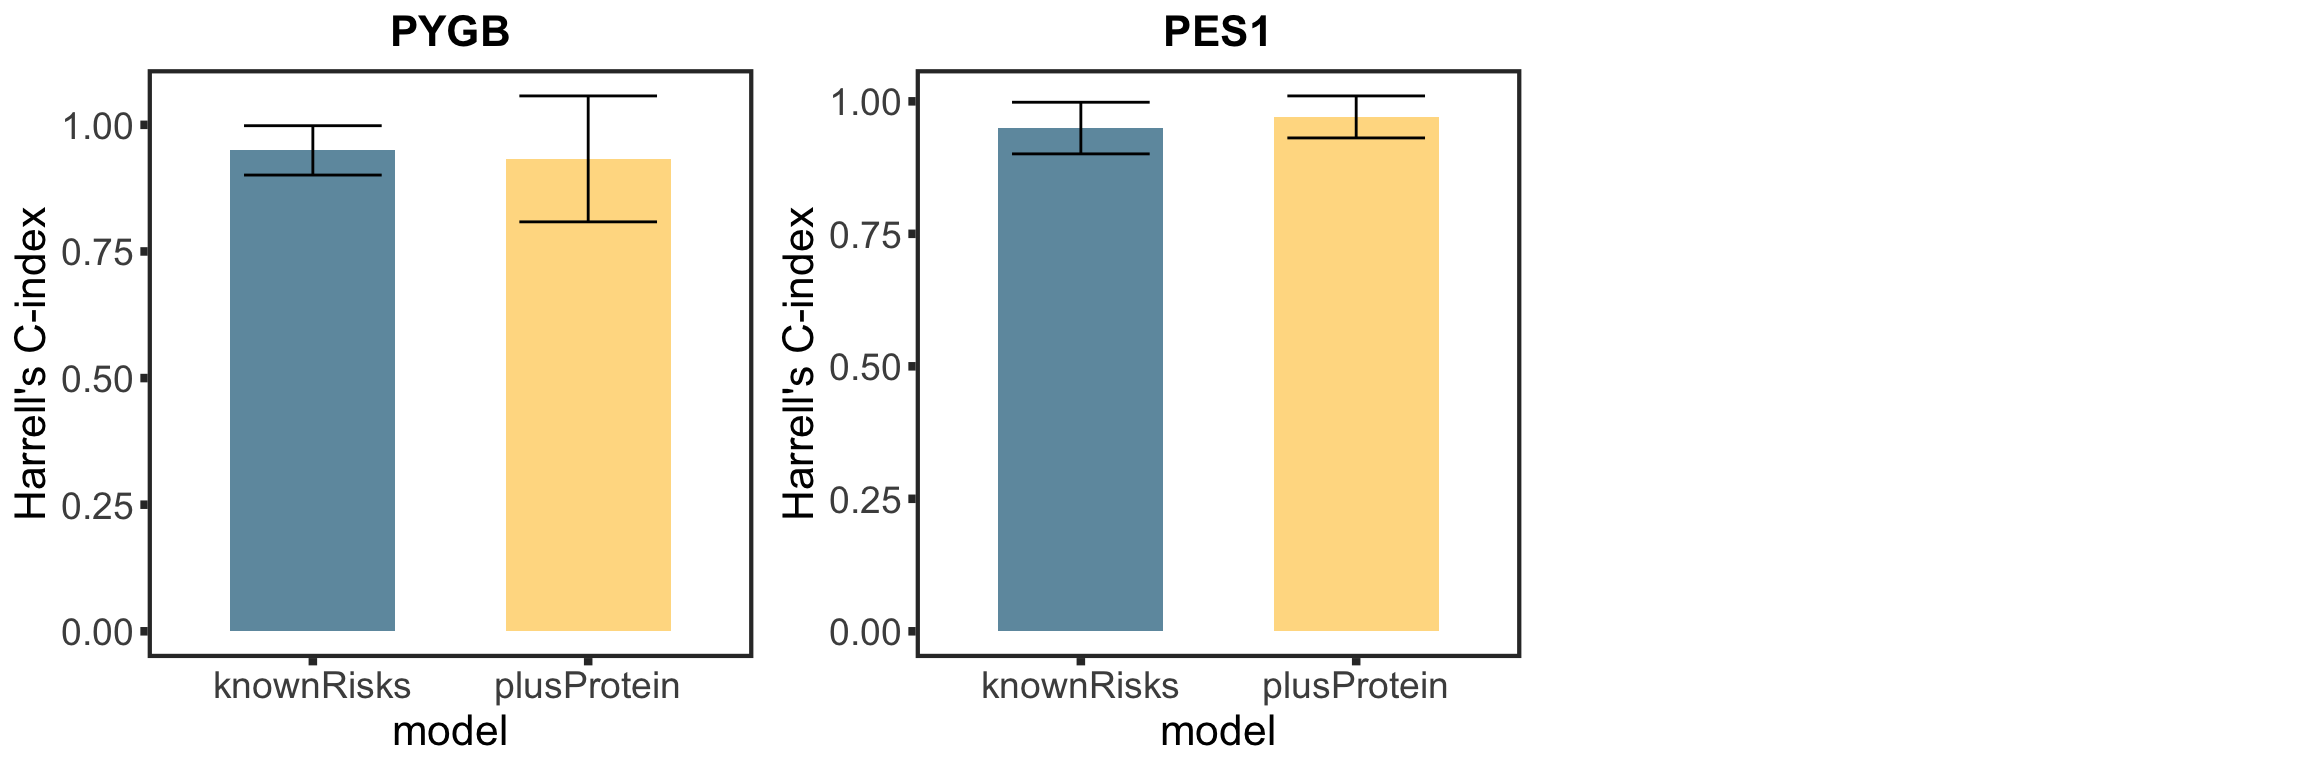 PYGB
Harrell's C-index
1.00
0.75
0.50
0.25
0.00
knownRisks plusProtein
model
PES1
Harrell's C-index
1.00
0.75
0.50
0.25
0.00
knownRisks plusProtein
model